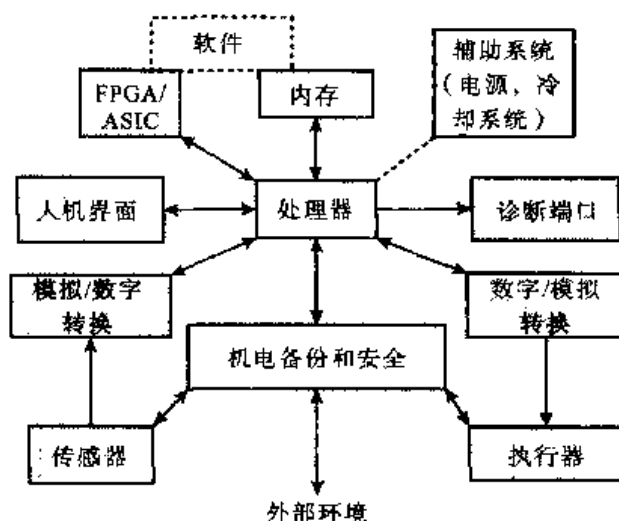 软件
辅助系统
(电源、冷
却系统)
FPGA/
ASIC
内存
人机界面
处理器
诊断端口
模拟/数字
转换
数字/模拟
转换
机电备份和安全
传感器
执行器
外部环境